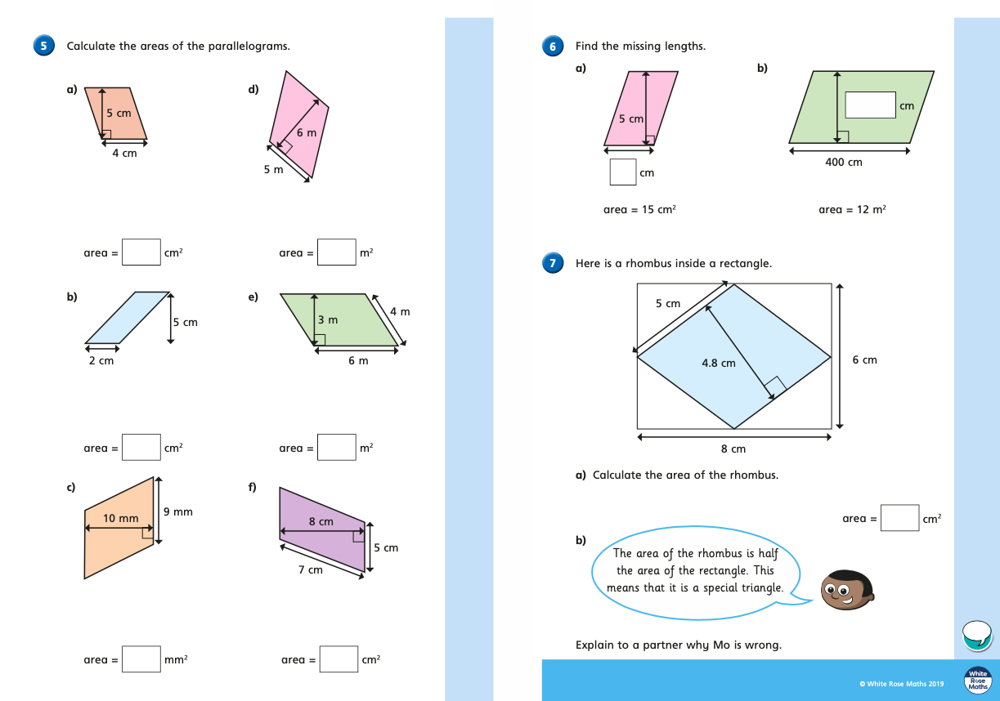 5 Calculate the areas of the parallelograms.
a)
5 cm
4 cm
area = cm²
d)
6 m
5 m
area = m²
b)
5 cm
2 cm
area = cm²
e)
3 m
4 m
6 m
area = m²
c)
10 mm
9 mm
area = mm²
f)
8 cm
5 cm
7 cm
area = cm²
6 Find the missing lengths.
a)
5 cm
cm
area = 15 cm²
b)
cm
400 cm
area = 12 m²
7 Here is a rhombus inside a rectangle.
5 cm
4.8 cm
6 cm
8 cm
a) Calculate the area of the rhombus.
area = cm²
b)
The area of the rhombus is half
the area of the rectangle. This
means that it is a special triangle.
Explain to a partner why Mo is wrong.
© White Rose Maths 2019
White
Rose
Maths